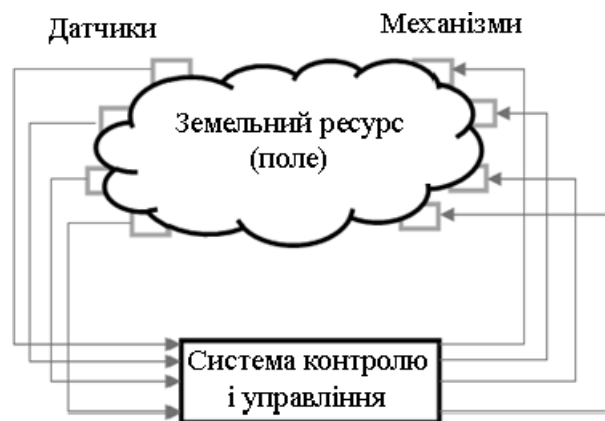 Датчики
Механізми
Земельний ресурс
(поле)
Система контролю
і управління